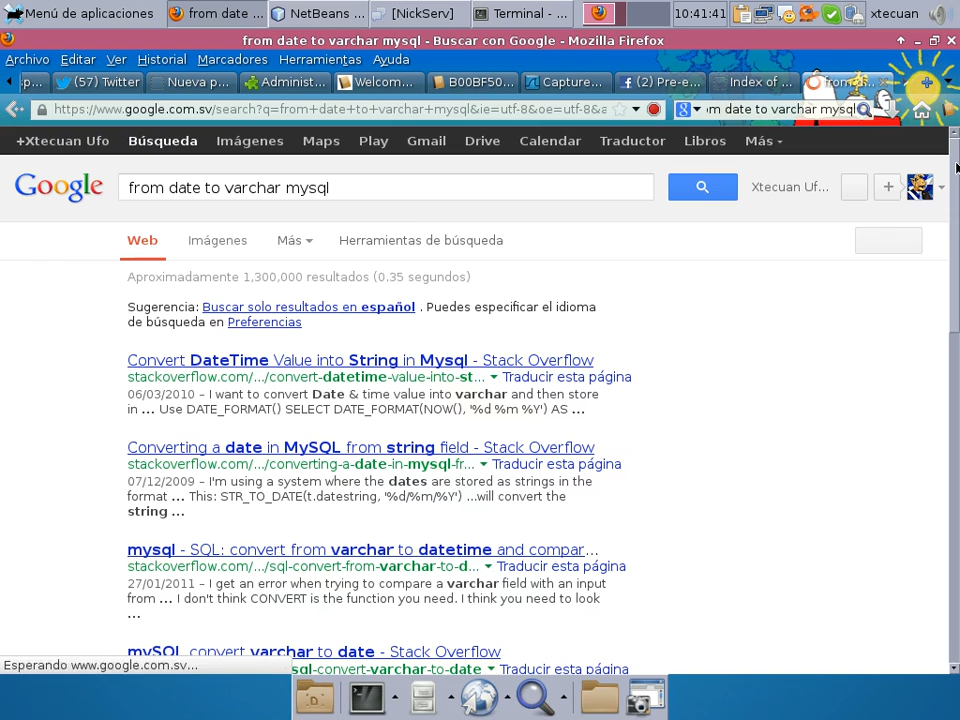 Menú de aplicaciones
from date ...
NetBeans ...
[NickServ]
Terminal - ...
10:41:41
xtecuan
from date to varchar mysql - Buscar con Google - Mozilla Firefox
Archivo Editar Ver Historial Marcadores Herramientas Ayuda
p...
(57) Twitter
Nueva p...
Administ...
Welcom...
B00BF50...
Capture...
(2) Pre-e...
Index of ...
https://www.google.com.sv/search?q=from+date+to+varchar+mysql&ie=utf-8&oe=utf-8&a
om date to varchar mysql
+Xtecuan Ufo Búsqueda Imágenes Maps Play Gmail Drive Calendar Traductor Libros Más
Google
from date to varchar mysql
Xtecuan Uf...
Web Imágenes Más Herramientas de búsqueda
Aproximadamente 1,300,000 resultados (0.35 segundos)
Sugerencia: Buscar solo resultados en español . Puedes especificar el idioma
de búsqueda en Preferencias
Convert DateTime Value into String in Mysql - Stack Overflow
stackoverflow.com/.../convert-datetime-value-into-st... Traducir esta página
06/03/2010 – I want to convert Date & time value into varchar and then store
in ... Use DATE_FORMAT() SELECT DATE_FORMAT(NOW(), '%d %m %Y') AS ...
Converting a date in MySQL from string field - Stack Overflow
stackoverflow.com/.../converting-a-date-in-mysql-fr... Traducir esta página
07/12/2009 – I'm using a system where the dates are stored as strings in the
format ... This: STR_TO_DATE(t.datestring, '%d/%m/%Y') ...will convert the
string ...
mysql - SQL: convert from varchar to datetime and compar...
stackoverflow.com/.../sql-convert-from-varchar-to-d... Traducir esta página
27/01/2011 – I get an error when trying to compare a varchar field with an input
from ... I don't think CONVERT is the function you need. I think you need to look
...
mySQL convert varchar to date - Stack Overflow
sql-convert-varchar-to-date Traducir esta página
Esperando www.google.com.sv...